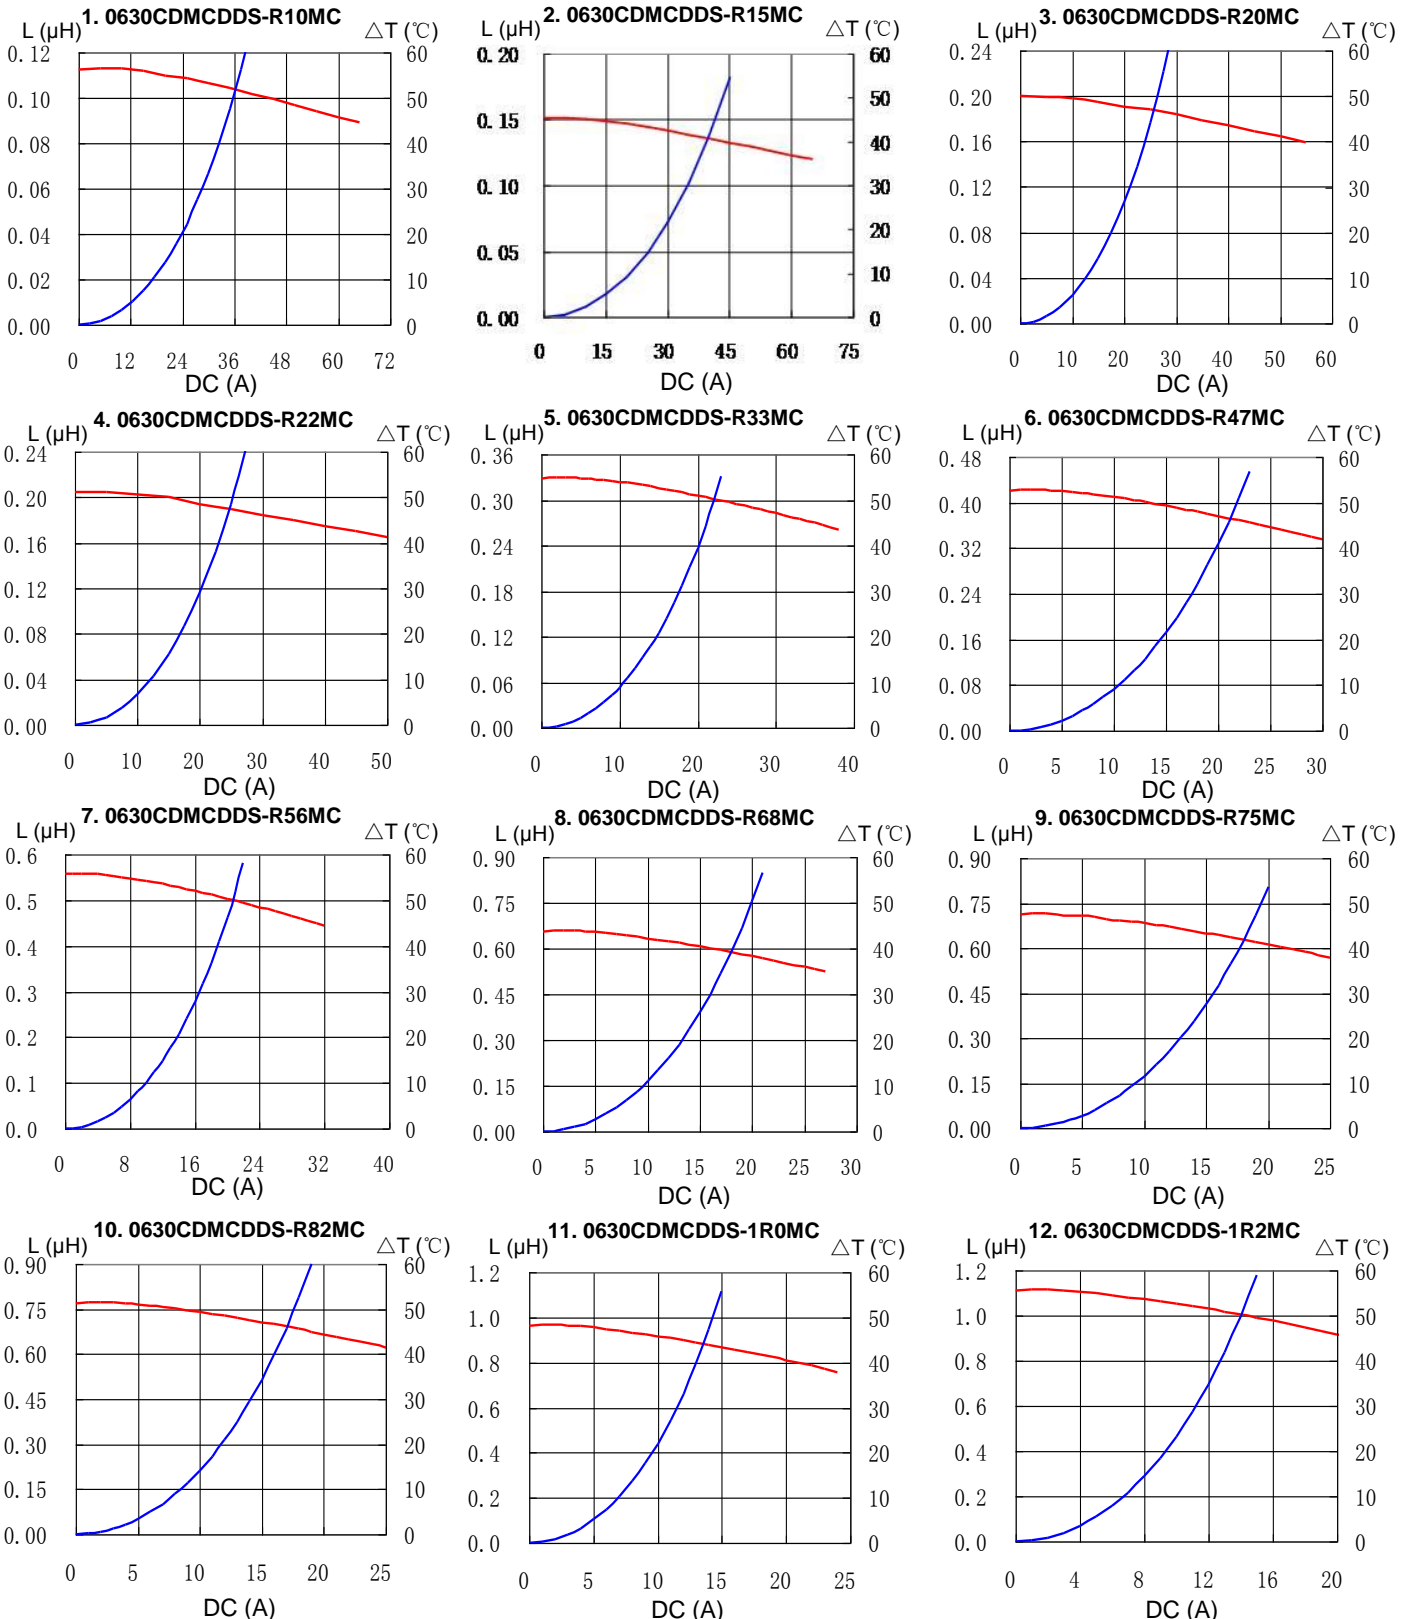 1. 0630CDMCDDS-R10MC
L (μH)
△T (℃)
0.12
0.10
0.08
0.06
0.04
0.02
0.00
60
50
40
30
20
10
0
0 12 24 36 48 60 72
DC (A)
2. 0630CDMCDDS-R15MC
L (μH)
△T (℃)
0.20
0.15
0.10
0.05
0.00
60
50
40
30
20
10
0
0 15 30 45 60 75
DC (A)
3. 0630CDMCDDS-R20MC
L (μH)
△T (℃)
0.24
0.20
0.16
0.12
0.08
0.04
0.00
60
50
40
30
20
10
0
0 10 20 30 40 50 60
DC (A)
4. 0630CDMCDDS-R22MC
L (μH)
△T (℃)
0.24
0.20
0.16
0.12
0.08
0.04
0.00
60
50
40
30
20
10
0
0 10 20 30 40 50
DC (A)
5. 0630CDMCDDS-R33MC
L (μH)
△T (℃)
0.36
0.30
0.24
0.18
0.12
0.06
0.00
60
50
40
30
20
10
0
0 10 20 30 40
DC (A)
6. 0630CDMCDDS-R47MC
L (μH)
△T (℃)
0.48
0.40
0.32
0.24
0.16
0.08
0.00
60
50
40
30
20
10
0
0 5 10 15 20 25 30
DC (A)
7. 0630CDMCDDS-R56MC
L (μH)
△T (℃)
0.6
0.5
0.4
0.3
0.2
0.1
0.0
60
50
40
30
20
10
0
0 8 16 24 32 40
DC (A)
8. 0630CDMCDDS-R68MC
L (μH)
△T (℃)
0.90
0.75
0.60
0.45
0.30
0.15
0.00
60
50
40
30
20
10
0
0 5 10 15 20 25 30
DC (A)
9. 0630CDMCDDS-R75MC
L (μH)
△T (℃)
0.90
0.75
0.60
0.45
0.30
0.15
0.00
60
50
40
30
20
10
0
0 5 10 15 20 25
DC (A)
10. 0630CDMCDDS-R82MC
L (μH)
△T (℃)
0.90
0.75
0.60
0.45
0.30
0.15
0.00
60
50
40
30
20
10
0
0 5 10 15 20 25
DC (A)
11. 0630CDMCDDS-1R0MC
L (μH)
△T (℃)
1.2
1.0
0.8
0.6
0.4
0.2
0.0
60
50
40
30
20
10
0
0 5 10 15 20 25
DC (A)
12. 0630CDMCDDS-1R2MC
L (μH)
△T (℃)
1.2
1.0
0.8
0.6
0.4
0.2
0.0
60
50
40
30
20
10
0
0 4 8 12 16 20
DC (A)